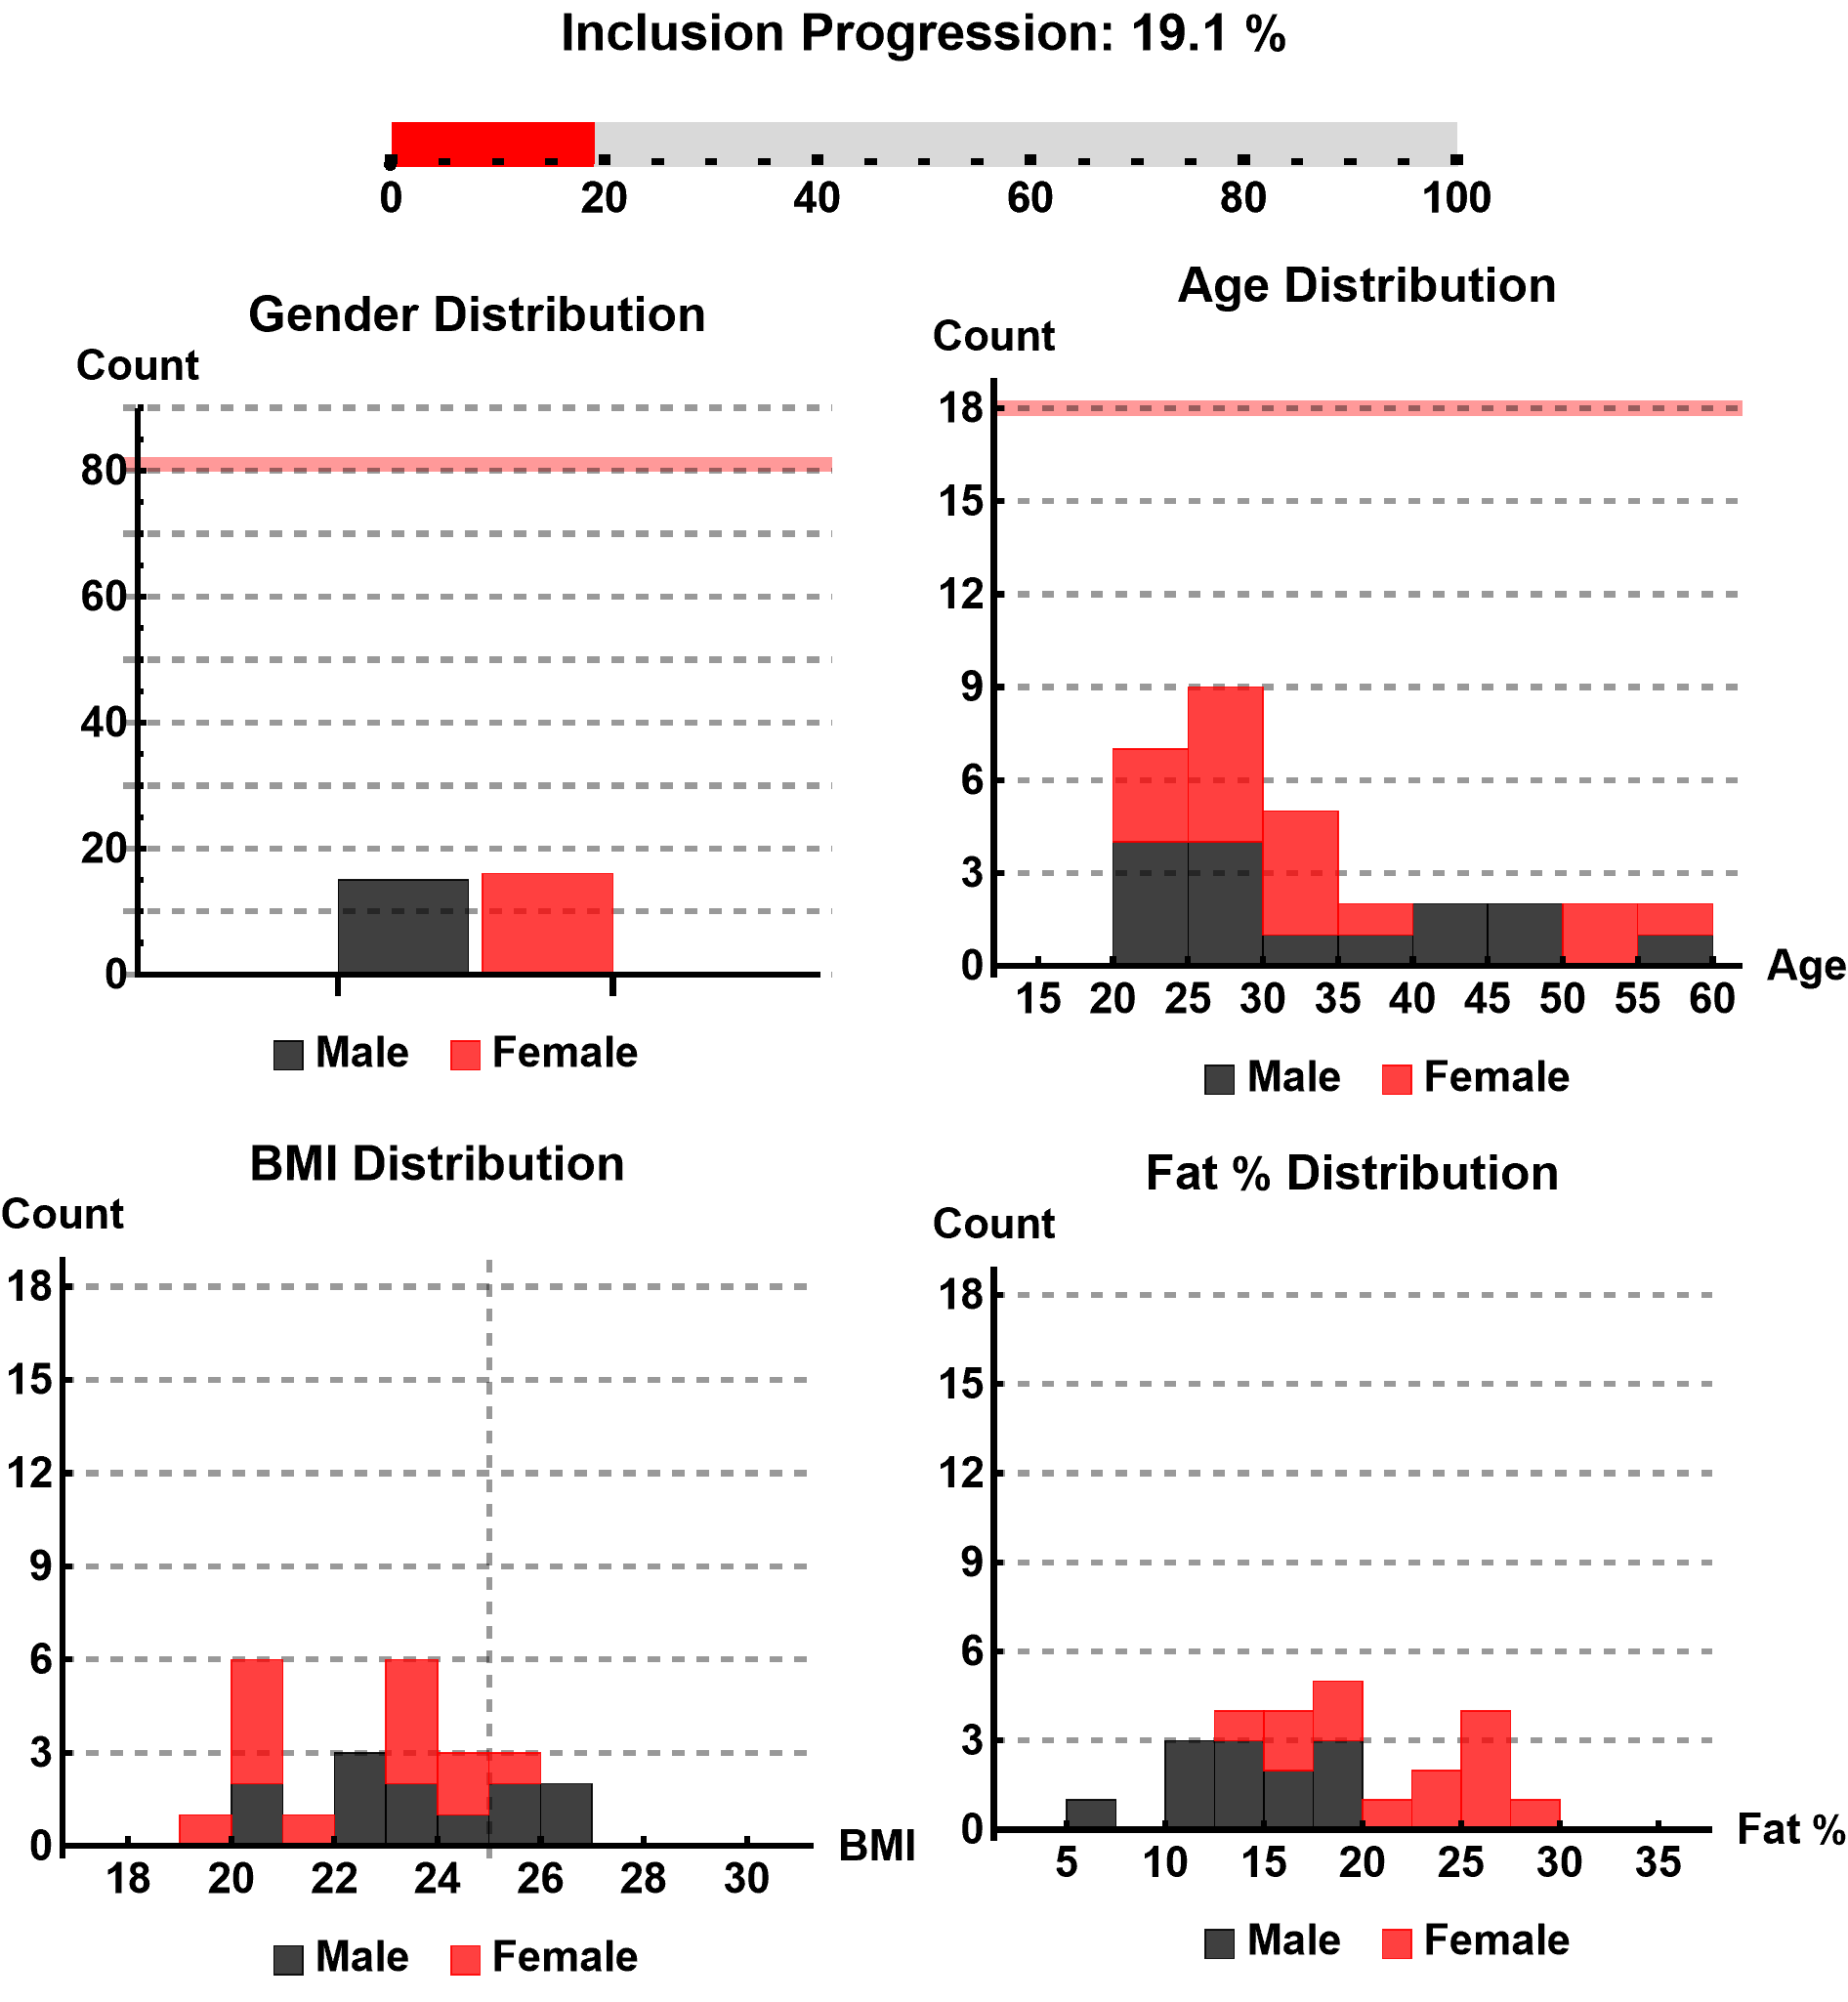 Inclusion Progression: 19.1 %
0 20 40 60 80 100
Gender Distribution
Count
80
60
40
20
0
Male Female
Age Distribution
Count
18
15
12
9
6
3
0
15 20 25 30 35 40 45 50 55 60
Age
Male Female
BMI Distribution
Count
18
15
12
9
6
3
0
18 20 22 24 26 28 30
BMI
Male Female
Fat % Distribution
Count
18
15
12
9
6
3
0
5 10 15 20 25 30 35
Fat %
Male Female